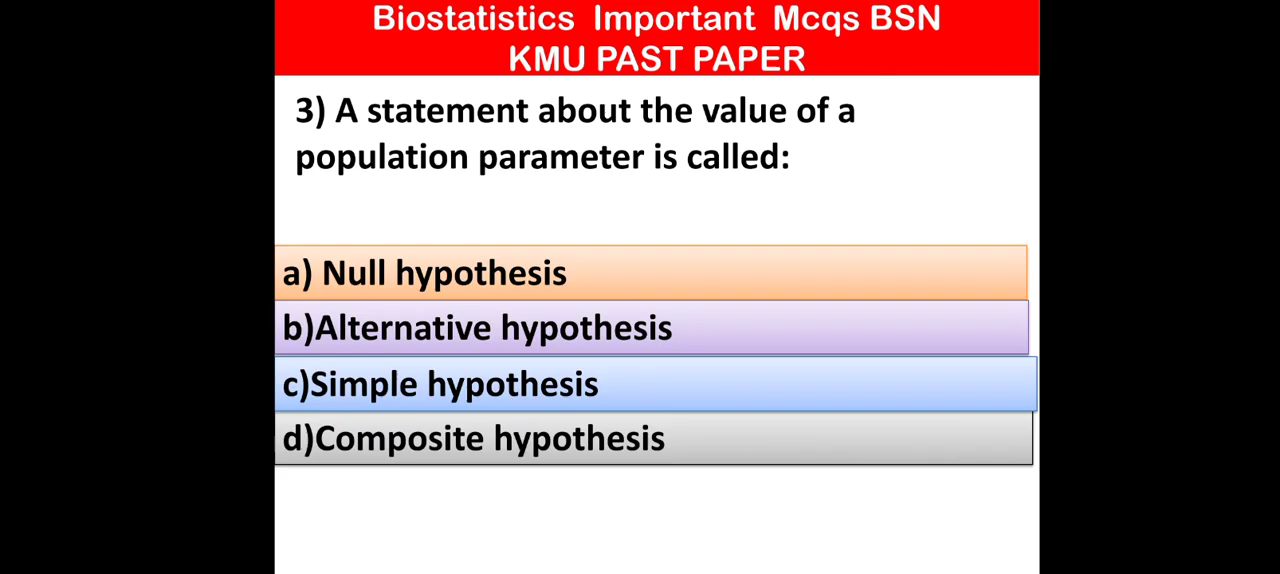 Biostatistics Important Mcqs BSN
KMU PAST PAPER
3) A statement about the value of a
population parameter is called:
a) Null hypothesis
b)Alternative hypothesis
c)Simple hypothesis
d)Composite hypothesis